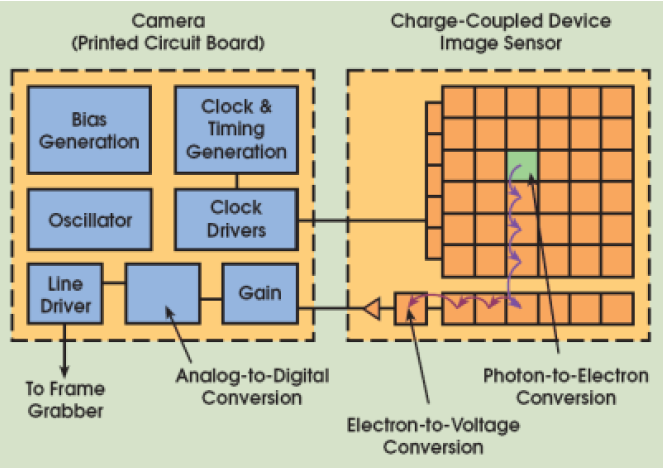 Camera
(Printed Circuit Board)
Charge-Coupled Device
Image Sensor
Bias
Generation
Clock &
Timing
Generation
Oscillator
Clock
Drivers
Line
Driver
Gain
To Frame
Grabber
Analog-to-Digital
Conversion
Electron-to-Voltage
Conversion
Photon-to-Electron
Conversion